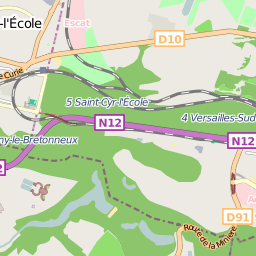 -l'École
Escat
D10
Curie
5 Saint-Cyr-l'École
N12
4 Versailles-Sud
N12
ny-le-Bretonneux
D91
Route de la Minière